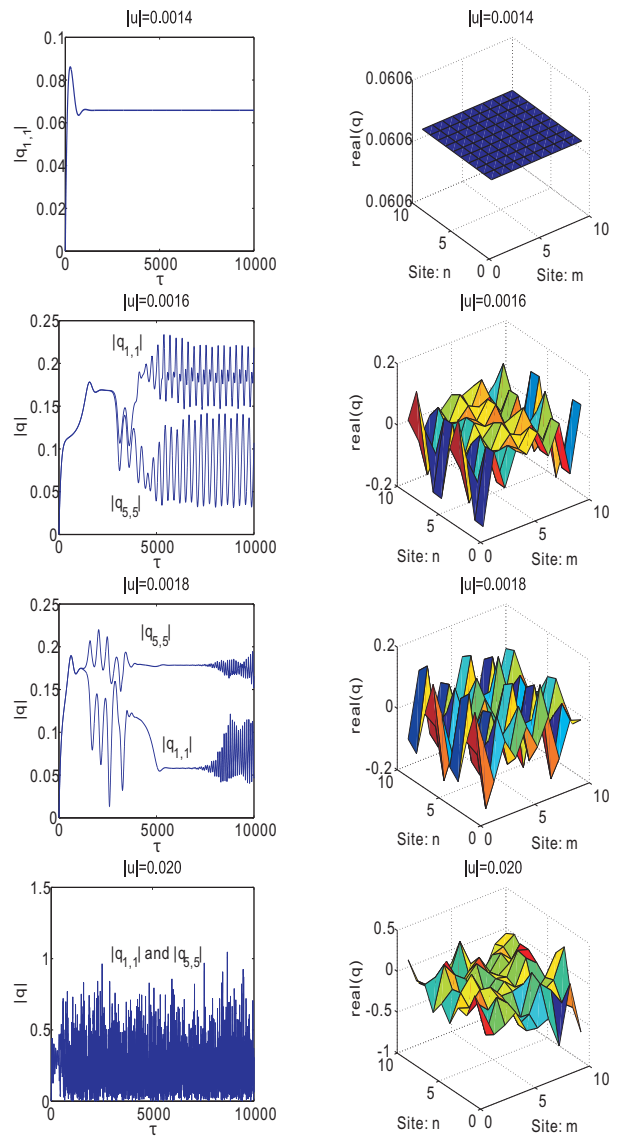 |u|=0.0014
0.1
0.08
0.06
0.04
0.02
0
|q1,1|
0
5000
10000
τ
|u|=0.0014
0.0606
0.0606
0.0606
real(q)
10
5
0
Site: n
0
5
10
Site: m
|u|=0.0016
0.25
0.2
0.15
0.1
0.05
0
|q|
|q1,1|
|q5,5|
0
5000
10000
τ
|u|=0.0016
0.2
0
-0.2
real(q)
10
5
0
Site: n
0
5
10
Site: m
|u|=0.0018
0.25
0.2
0.15
0.1
0.05
0
|q|
|q5,5|
|q1,1|
0
5000
10000
τ
|u|=0.0018
0.2
0
-0.2
real(q)
10
5
0
Site: n
0
5
10
Site: m
|u|=0.020
1.5
1
0.5
0
|q|
|q1,1| and |q5,5|
0
5000
10000
τ
|u|=0.020
0.5
0
-0.5
-1
real(q)
10
5
0
Site: n
0
5
10
Site: m